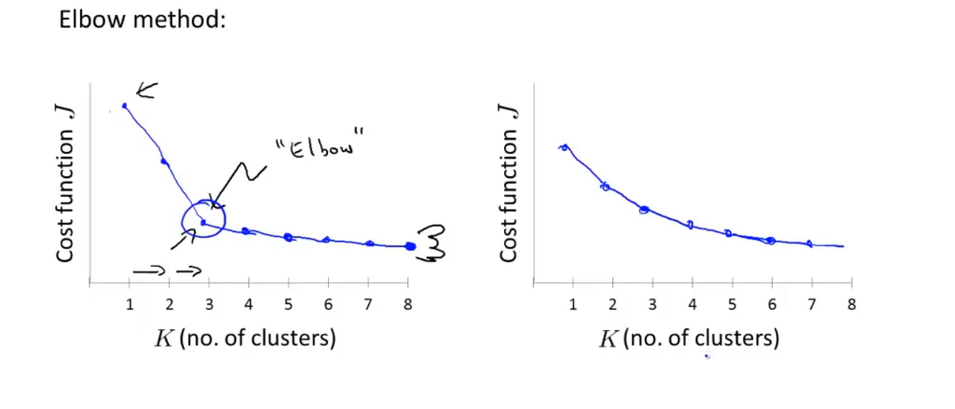 Elbow method:
"Elbow"
Cost function J
1 2 3 4 5 6 7 8
K (no. of clusters)
Cost function J
1 2 3 4 5 6 7 8
K (no. of clusters)